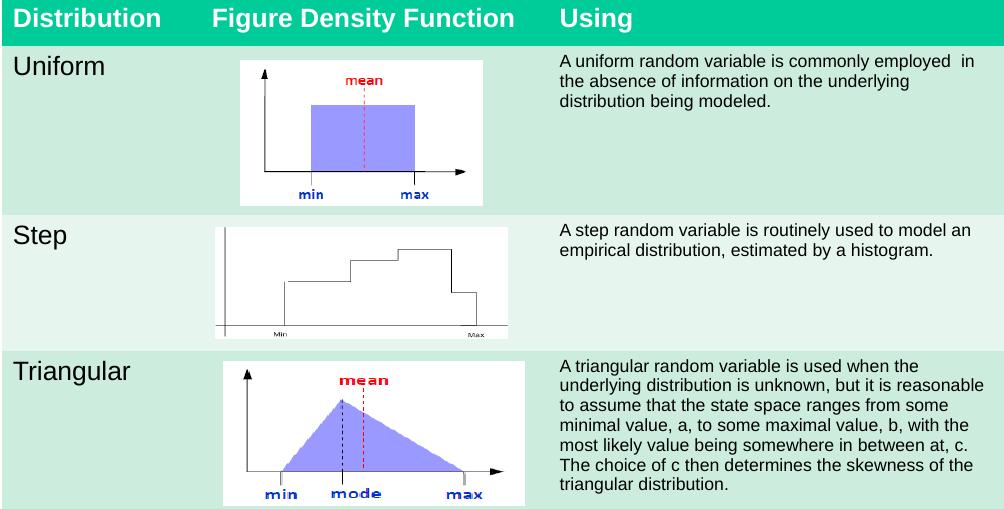 Distribution Figure Density Function Using
Uniform
mean
min max
A uniform random variable is commonly employed in
the absence of information on the underlying
distribution being modeled.
Step
Min Max
A step random variable is routinely used to model an
empirical distribution, estimated by a histogram.
Triangular
mean
min mode max
A triangular random variable is used when the
underlying distribution is unknown, but it is reasonable
to assume that the state space ranges from some
minimal value, a, to some maximal value, b, with the
most likely value being somewhere in between at, c.
The choice of c then determines the skewness of the
triangular distribution.